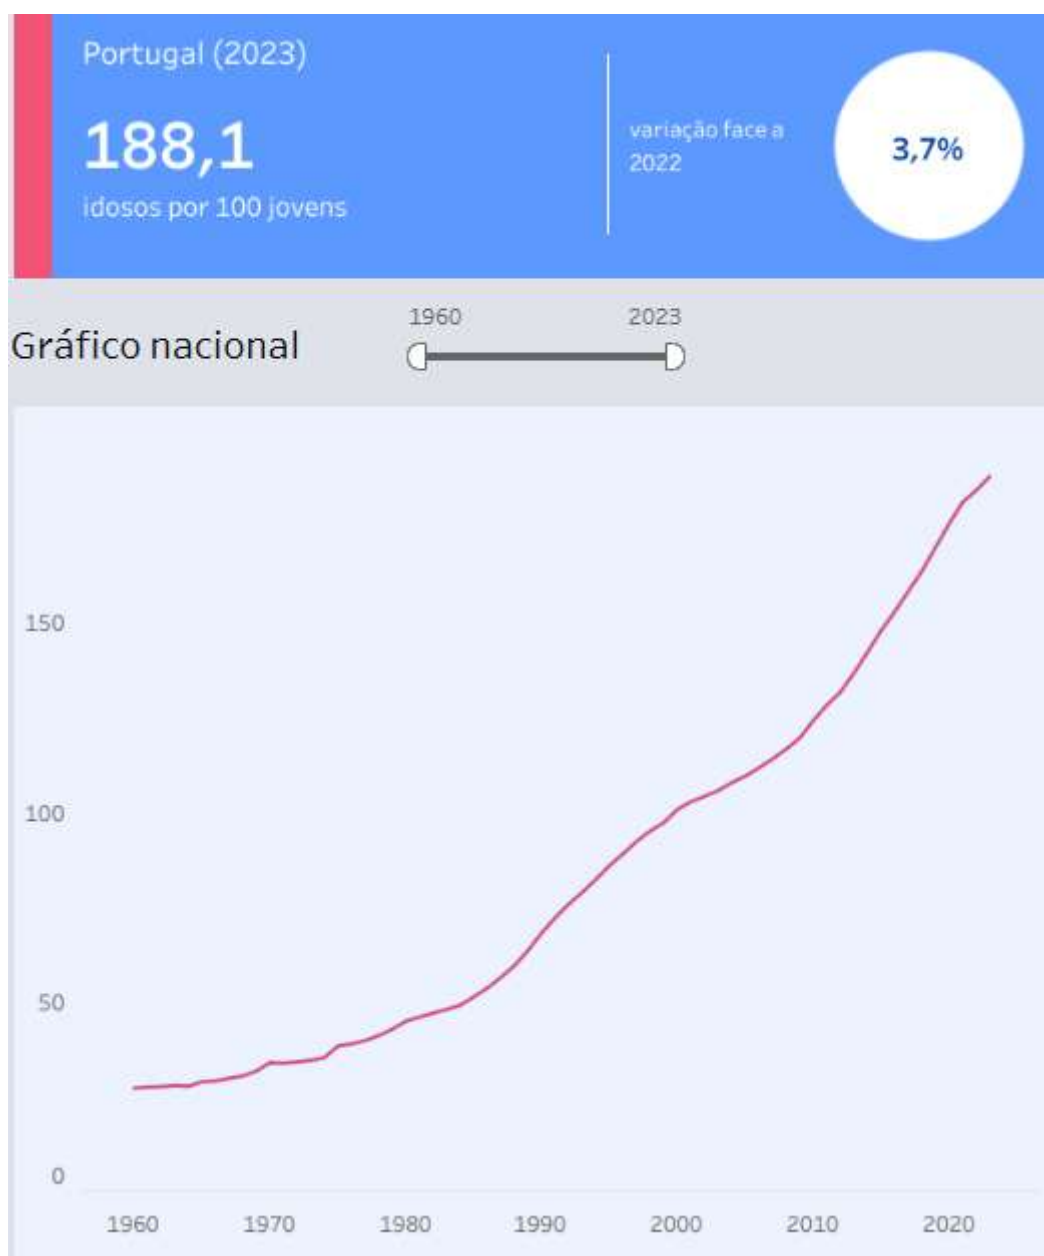 Portugal (2023)
188,1
idosos por 100 jovens
variação face a
2022
3,7%
Gráfico nacional
1960 2023
150
100
50
0
1960 1970 1980 1990 2000 2010 2020